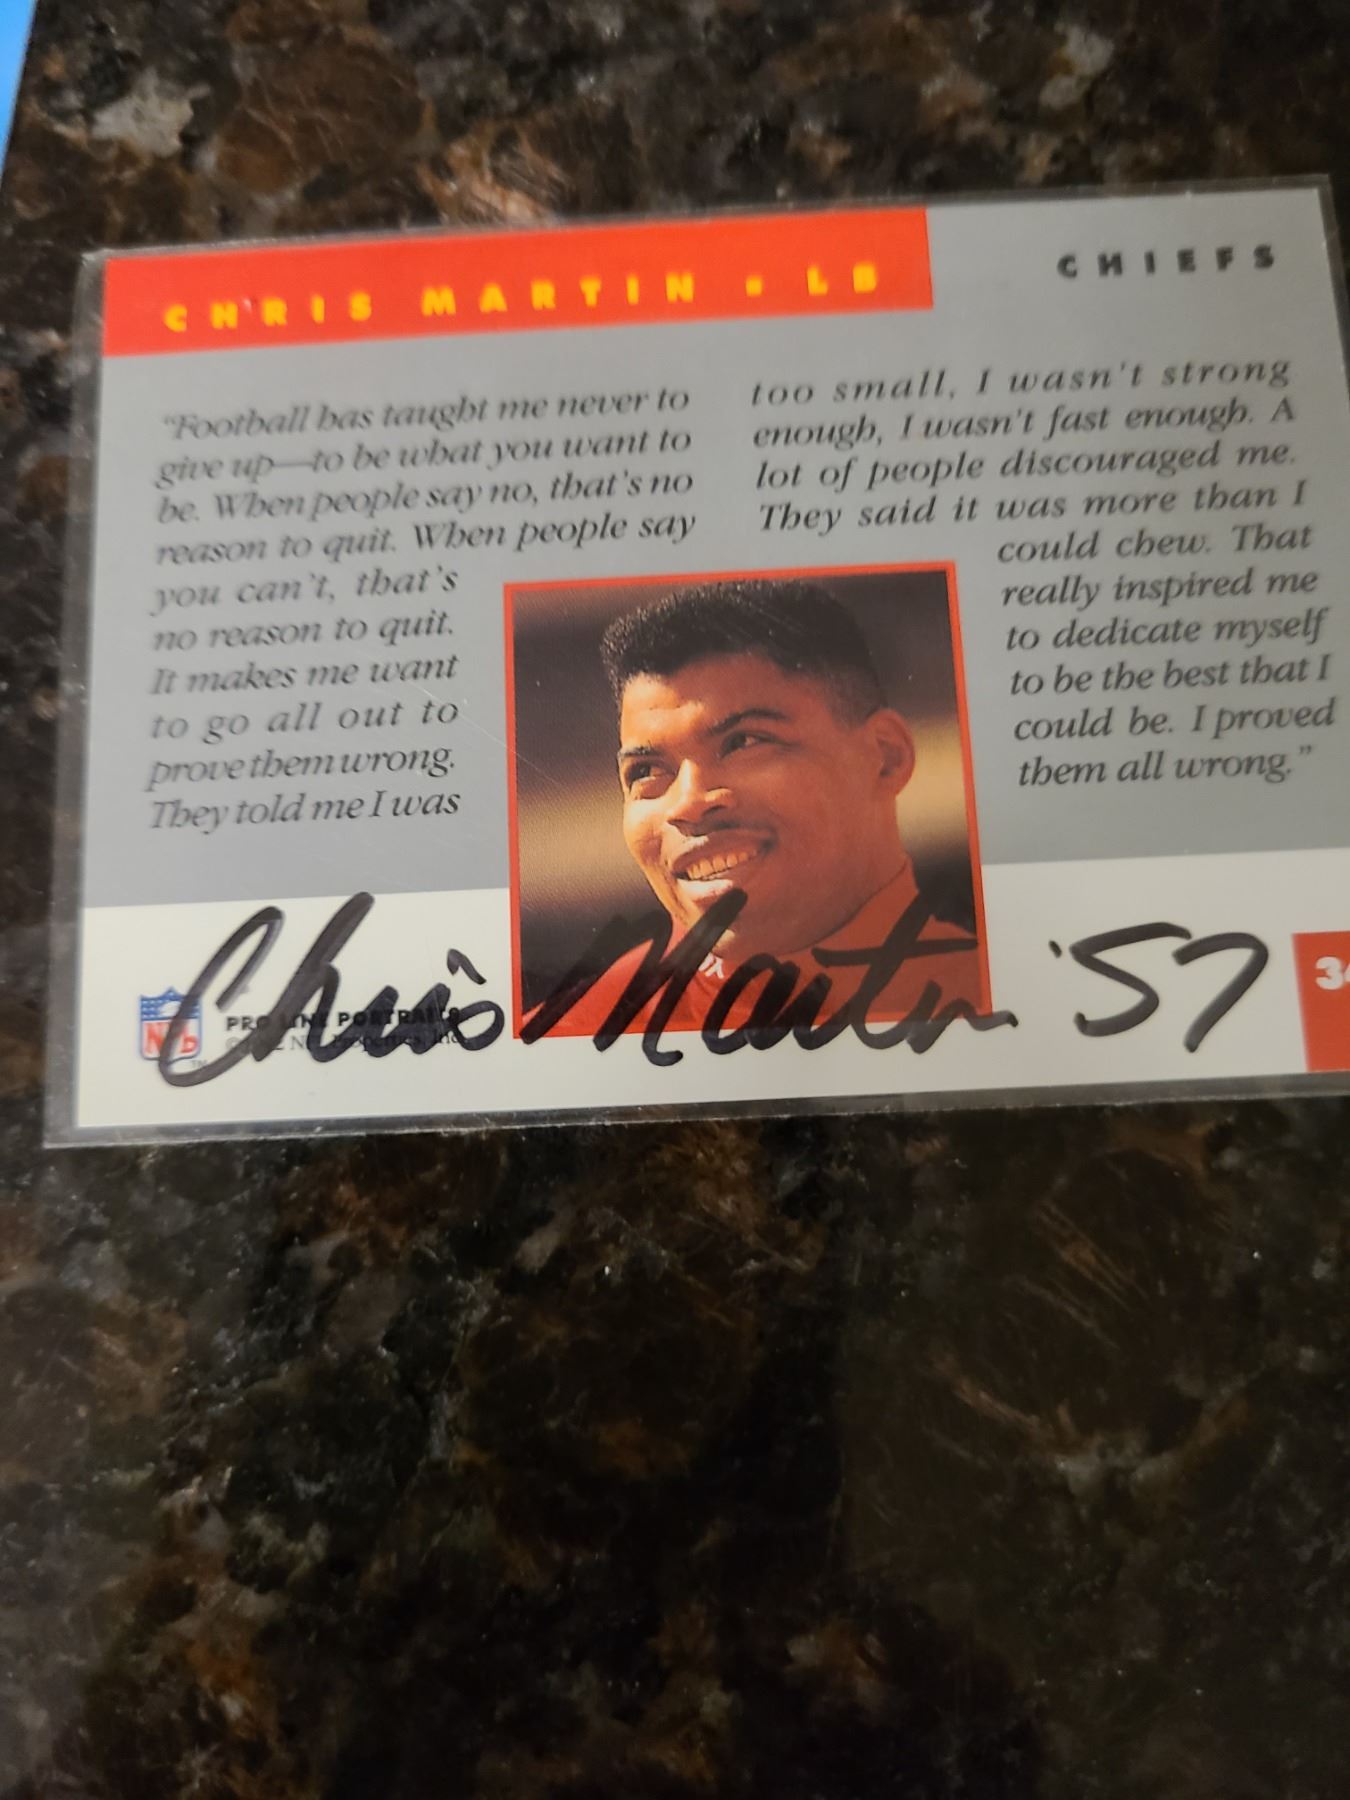 CHRIS MARTIN • LB
CHIEFS
"Football has taught me never to
give up—to be what you want to
be. When people say no, that's no
reason to quit. When people say
you can't, that's
no reason to quit.
It makes me want
to go all out to
prove them wrong.
They told me I was
too small, I wasn't strong
enough, I wasn't fast enough. A
lot of people discouraged me.
They said it was more than I
could chew. That
really inspired me
to dedicate myself
to be the best that I
could be. I proved
them all wrong."
Chris Martin '57
NFL
PRO LINE PORTRAITS
NFL Properties, Inc.
TM